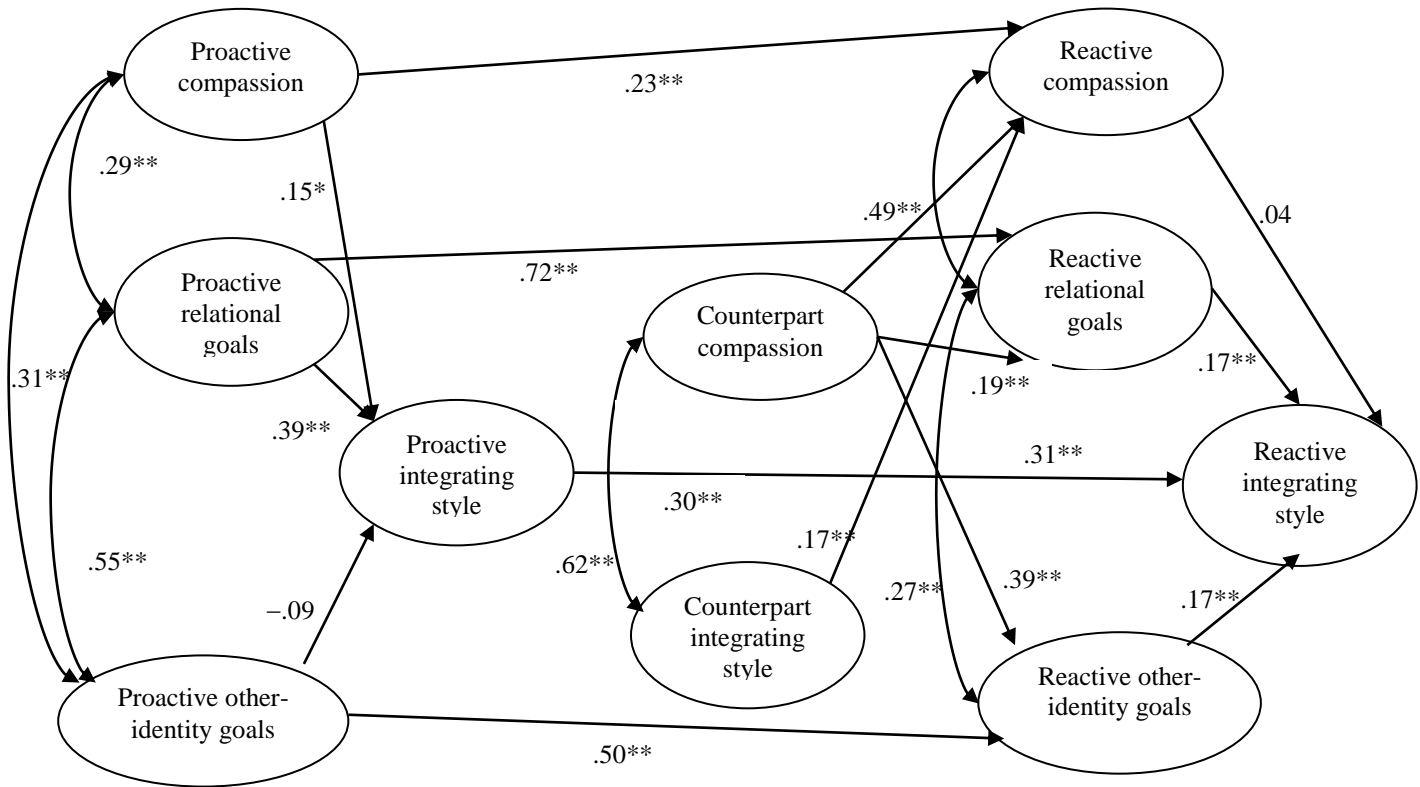 Proactive
compassion
Reactive
compassion
.23**
.29**
.15*
.49**
.04
.72**
Proactive
relational
goals
Reactive
relational
goals
Counterpart
compassion
.31**
.19**
.17**
.39**
Proactive
integrating
style
.31**
Reactive
integrating
style
.30**
.17**
.55**
.62**
.27**
.39**
.17**
–.09
Counterpart
integrating
style
Proactive other-
identity goals
Reactive other-
identity goals
.50**